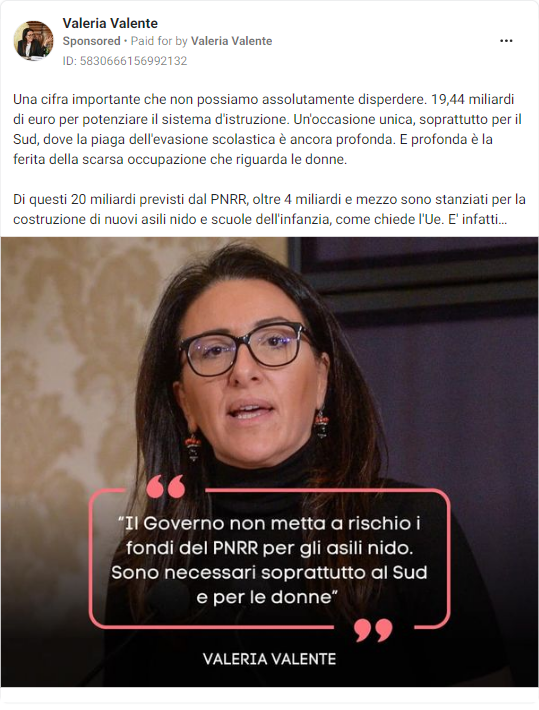 Valeria Valente
Sponsored • Paid for by Valeria Valente
ID: 5830666156992132
Una cifra importante che non possiamo assolutamente disperdere. 19,44 miliardi
di euro per potenziare il sistema d'istruzione. Un'occasione unica, soprattutto per il
Sud, dove la piaga dell'evasione scolastica è ancora profonda. E profonda è la
ferita della scarsa occupazione che riguarda le donne.
Di questi 20 miliardi previsti dal PNRR, oltre 4 miliardi e mezzo sono stanziati per la
costruzione di nuovi asili nido e scuole dell'infanzia, come chiede l'Ue. E' infatti...
“Il Governo non metta a rischio i
fondi del PNRR per gli asili nido.
Sono necessari soprattutto al Sud
e per le donne”
VALERIA VALENTE